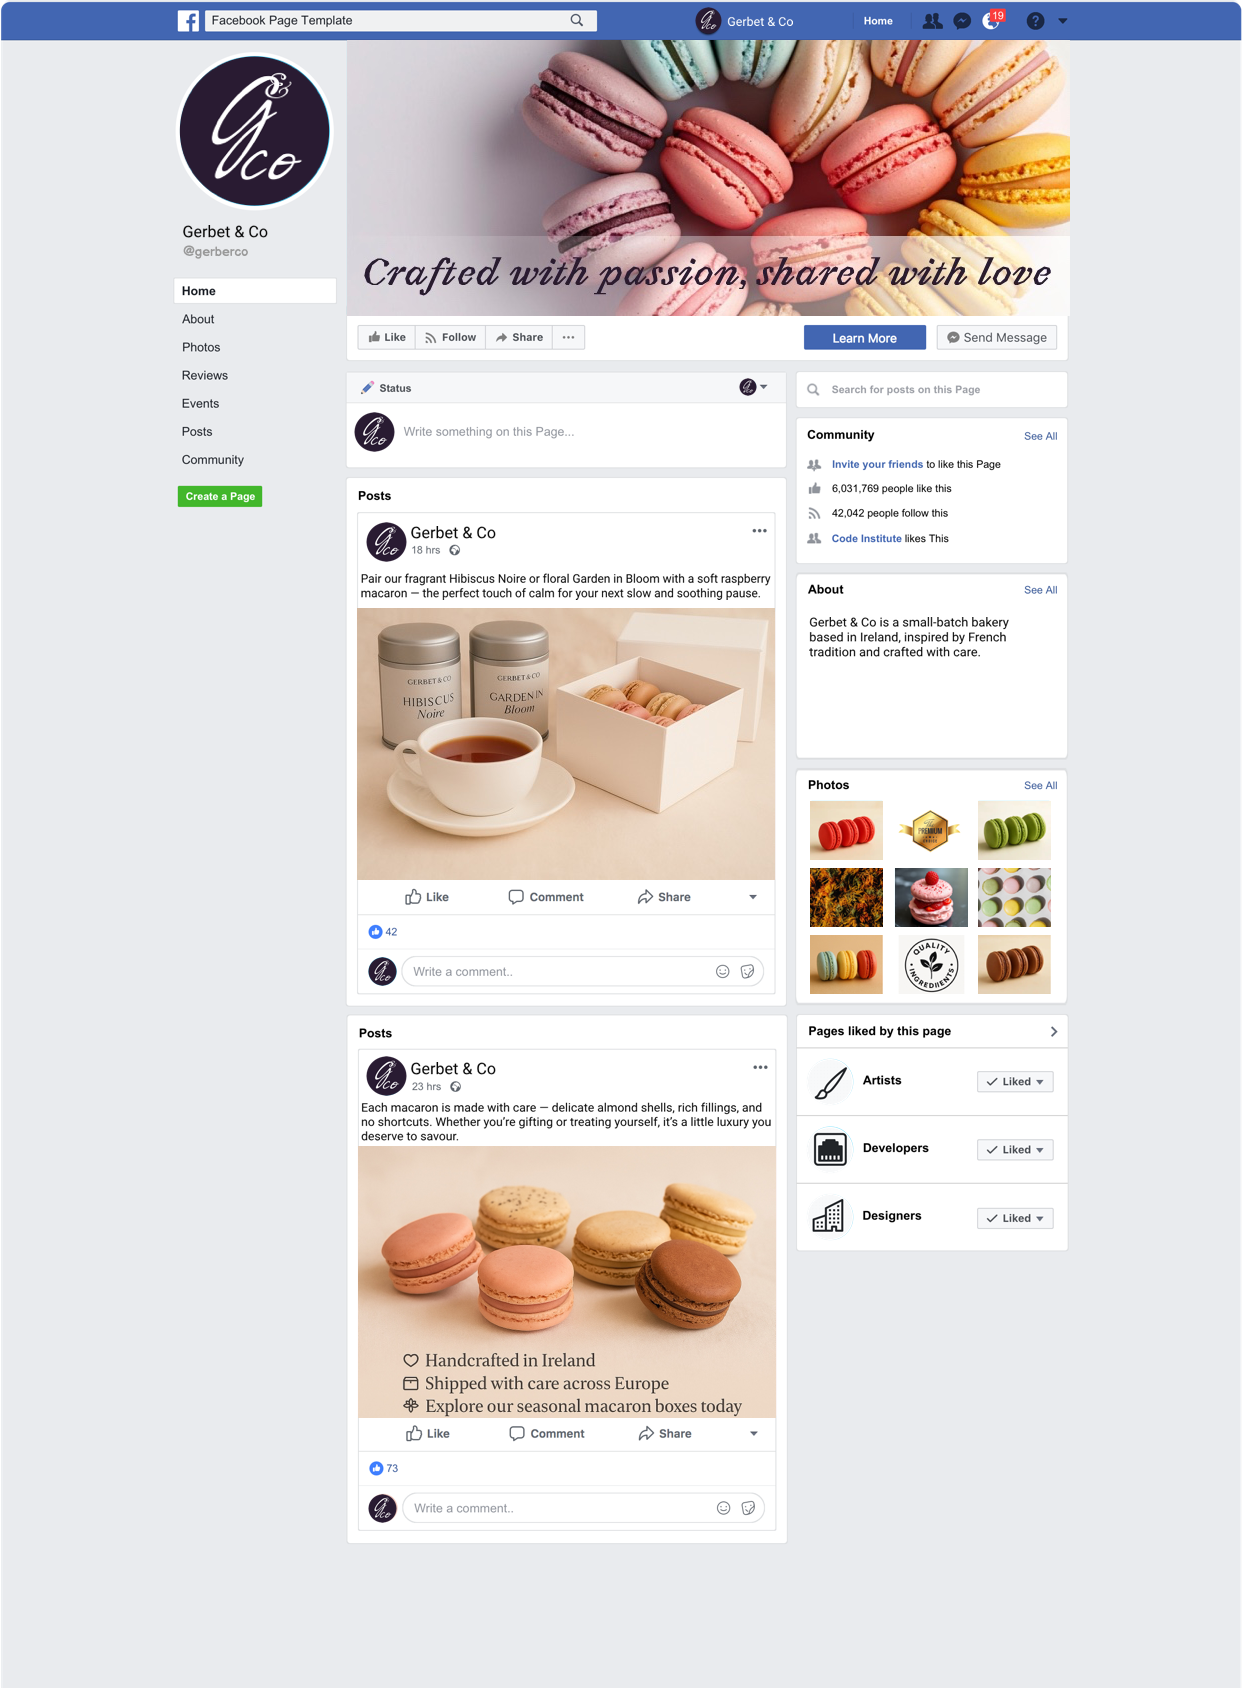 Facebook Page Template
Gerbet & Co
Home
19
?
g&co
Gerbet & Co
@gerberco
Home
About
Photos
Reviews
Events
Posts
Community
Create a Page
Crafted with passion, shared with love
Like
Follow
Share
Learn More
Send Message
Status
Write something on this Page...
Posts
Gerbet & Co
18 hrs
Pair our fragrant Hibiscus Noire or floral Garden in Bloom with a soft raspberry
macaron — the perfect touch of calm for your next slow and soothing pause.
GERBET & CO
HIBISCUS
Noire
GERBET & CO
GARDEN IN
Bloom
Like
Comment
Share
42
Write a comment..
Posts
Gerbet & Co
23 hrs
Each macaron is made with care — delicate almond shells, rich fillings, and
no shortcuts. Whether you're gifting or treating yourself, it's a little luxury you
deserve to savour.
Handcrafted in Ireland
Shipped with care across Europe
Explore our seasonal macaron boxes today
Like
Comment
Share
73
Write a comment..
Search for posts on this Page
Community
See All
Invite your friends to like this Page
6,031,769 people like this
42,042 people follow this
Code Institute likes This
About
See All
Gerbet & Co is a small-batch bakery
based in Ireland, inspired by French
tradition and crafted with care.
Photos
See All
The
PREMIUM
QUALITY
INGREDIENTS
Pages liked by this page
Artists
Liked
Developers
Liked
Designers
Liked